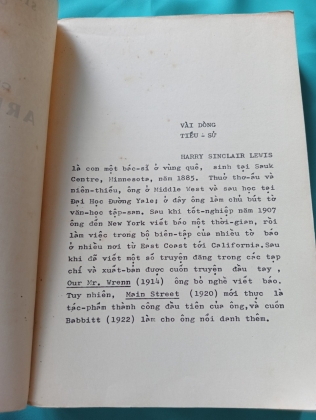 VÀI DÒNG
TIỂU - SỬ
HARRY SINCLAIR LEWIS
là con một bác-sĩ ở vùng quê, sinh tại Sauk
Centre, Minnesota, năm 1885. Thuở thơ-ấu và
niên-thiếu, ông ở Middle West và sau học tại
Đại Học Đường Yale; ở đây ông làm chủ bút tờ
văn-học tập-san. Sau khi tốt-nghiệp năm 1907
ông đến New York viết báo một thời-gian, rồi
làm việc trong bộ biên-tập của nhiều tờ báo
ở nhiều nơi từ East Coast tới California. Sau
khi đã viết một số truyện đăng trong các tạp
chí và xuất-bản được cuốn truyện đầu tay,
Our Mr. Wrenn (1914) ông bỏ nghề viết báo.
Tuy nhiên, Main Street (1920) mới thực là
tác-phẩm thành công đầu tiên của ông, và cuốn
Babbitt (1922) làm cho ông nổi danh thêm.